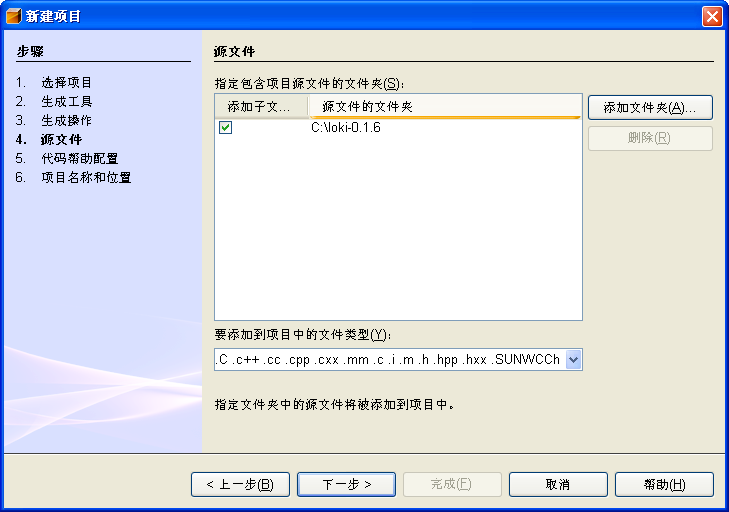 新建项目
步骤
1. 选择项目
2. 生成工具
3. 生成操作
4. 源文件
5. 代码帮助配置
6. 项目名称和位置
源文件
指定包含项目源文件的文件夹(S):
添加子文... 源文件的文件夹
C:\loki-0.1.6
添加文件夹(A)...
删除(R)
要添加到项目中的文件类型(Y):
.C .c++ .cc .cpp .cxx .mm .c .i .m .h .hpp .hxx .SUNWCCh
指定文件夹中的源文件将被添加到项目中。
< 上一步(B) 下一步 > 完成(F) 取消 帮助(H)